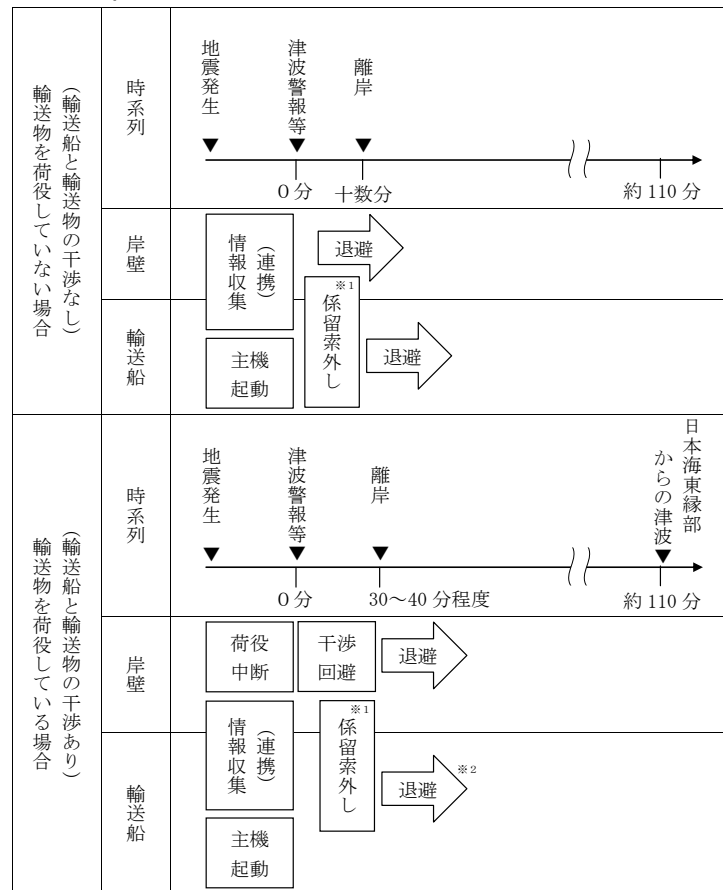 輸送物を荷役していない場合
（輸送船と輸送物の干渉なし）
時系列
地震発生
津波警報等
離岸
0分
十数分
約110分
岸壁
情報収集
（連携）
退避
※1
係留索外し
輸送船
主機
起動
退避
輸送物を荷役している場合
（輸送船と輸送物の干渉あり）
時系列
地震発生
津波警報等
離岸
日本海東縁部
からの津波
0分
30～40分程度
約110分
岸壁
荷役
中断
干渉
回避
退避
情報収集
（連携）
※1
係留索外し
輸送船
退避
※2
主機
起動